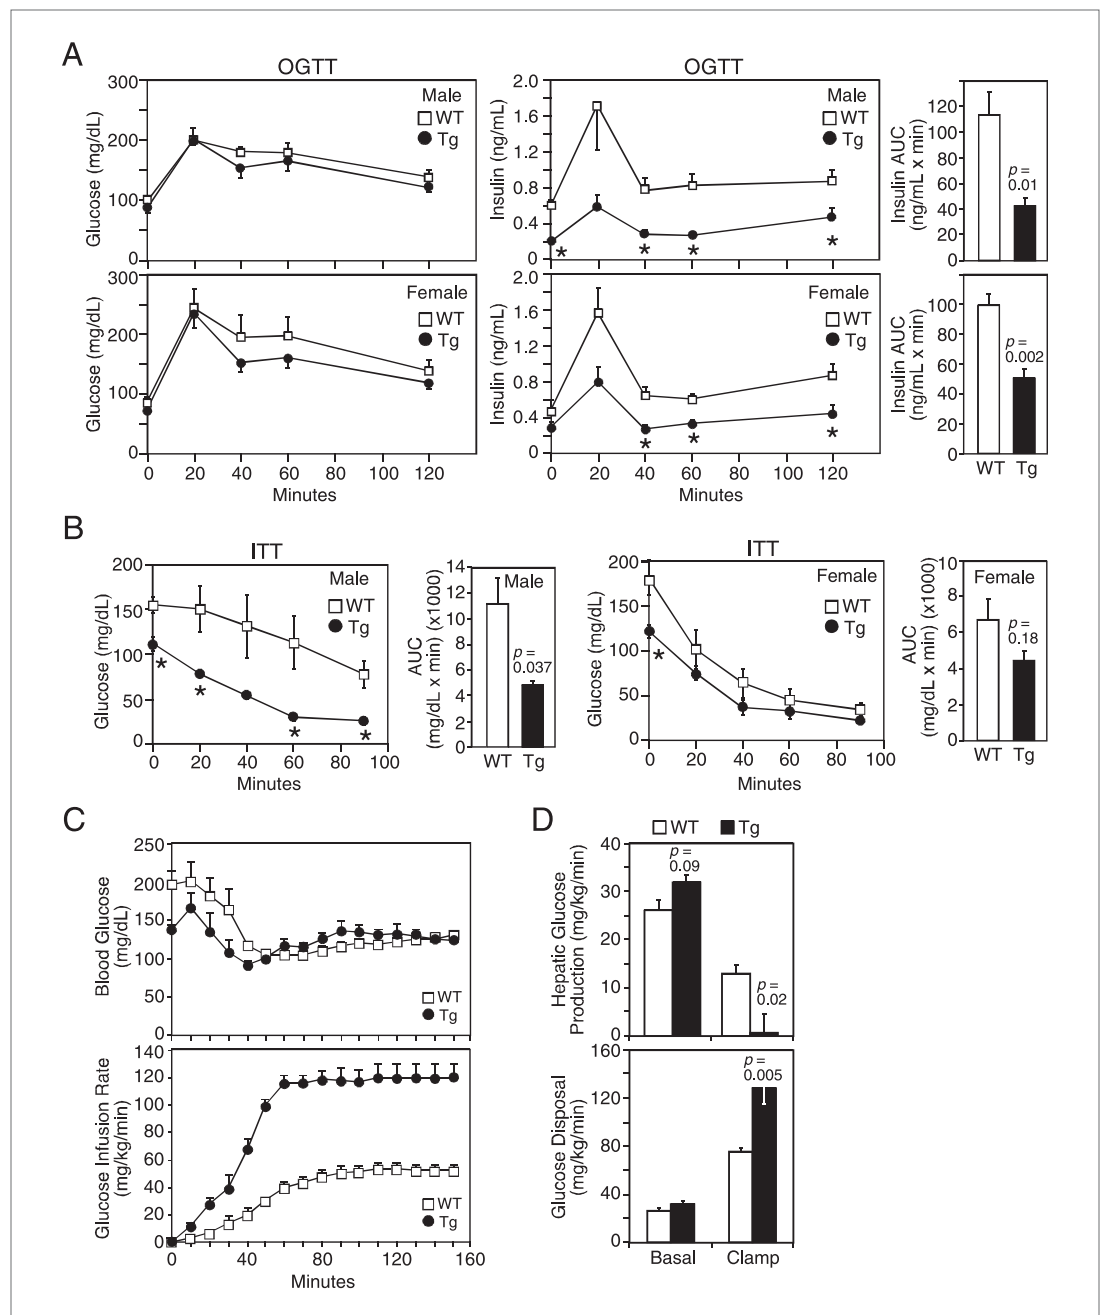 A
OGTT
300
200
100
0
Glucose (mg/dL)
Male
WT
Tg
OGTT
2.0
1.6
1.2
0.8
0.4
0
Insulin (ng/mL)
Male
WT
Tg
*
*
*
*
120
100
80
60
40
20
0
Insulin AUC
(ng/mL x min)
p =
0.01
300
200
100
0
Glucose (mg/dL)
Female
WT
Tg
0 20 40 60 80 100 120
Minutes
2.0
1.6
1.2
0.8
0.4
0
Insulin (ng/mL)
Female
WT
Tg
*
*
*
0 20 40 60 80 100 120
Minutes
100
80
60
40
20
0
Insulin AUC
(ng/mL x min)
p =
0.002
WT Tg
B
ITT
200
150
100
50
0
Glucose (mg/dL)
Male
WT
Tg
*
*
*
*
0 20 40 60 80 100
Minutes
14
12
10
8
6
4
2
0
AUC
(mg/dL x min) (x1000)
Male
p =
0.037
WT Tg
ITT
200
150
100
50
0
Glucose (mg/dL)
Female
WT
Tg
*
0 20 40 60 80 100
Minutes
10
8
6
4
2
0
AUC
(mg/dL x min) (x1000)
Female
p =
0.18
WT Tg
C
250
200
150
100
50
0
Blood Glucose
(mg/dL)
WT
Tg
140
120
100
80
60
40
20
0
Glucose Infusion Rate
(mg/kg/min)
WT
Tg
0 40 80 120 160
Minutes
D
WT Tg
40
30
20
10
0
Hepatic Glucose
Production (mg/kg/min)
p =
0.09
p =
0.02
160
120
80
40
0
Glucose Disposal
(mg/kg/min)
p =
0.005
Basal Clamp